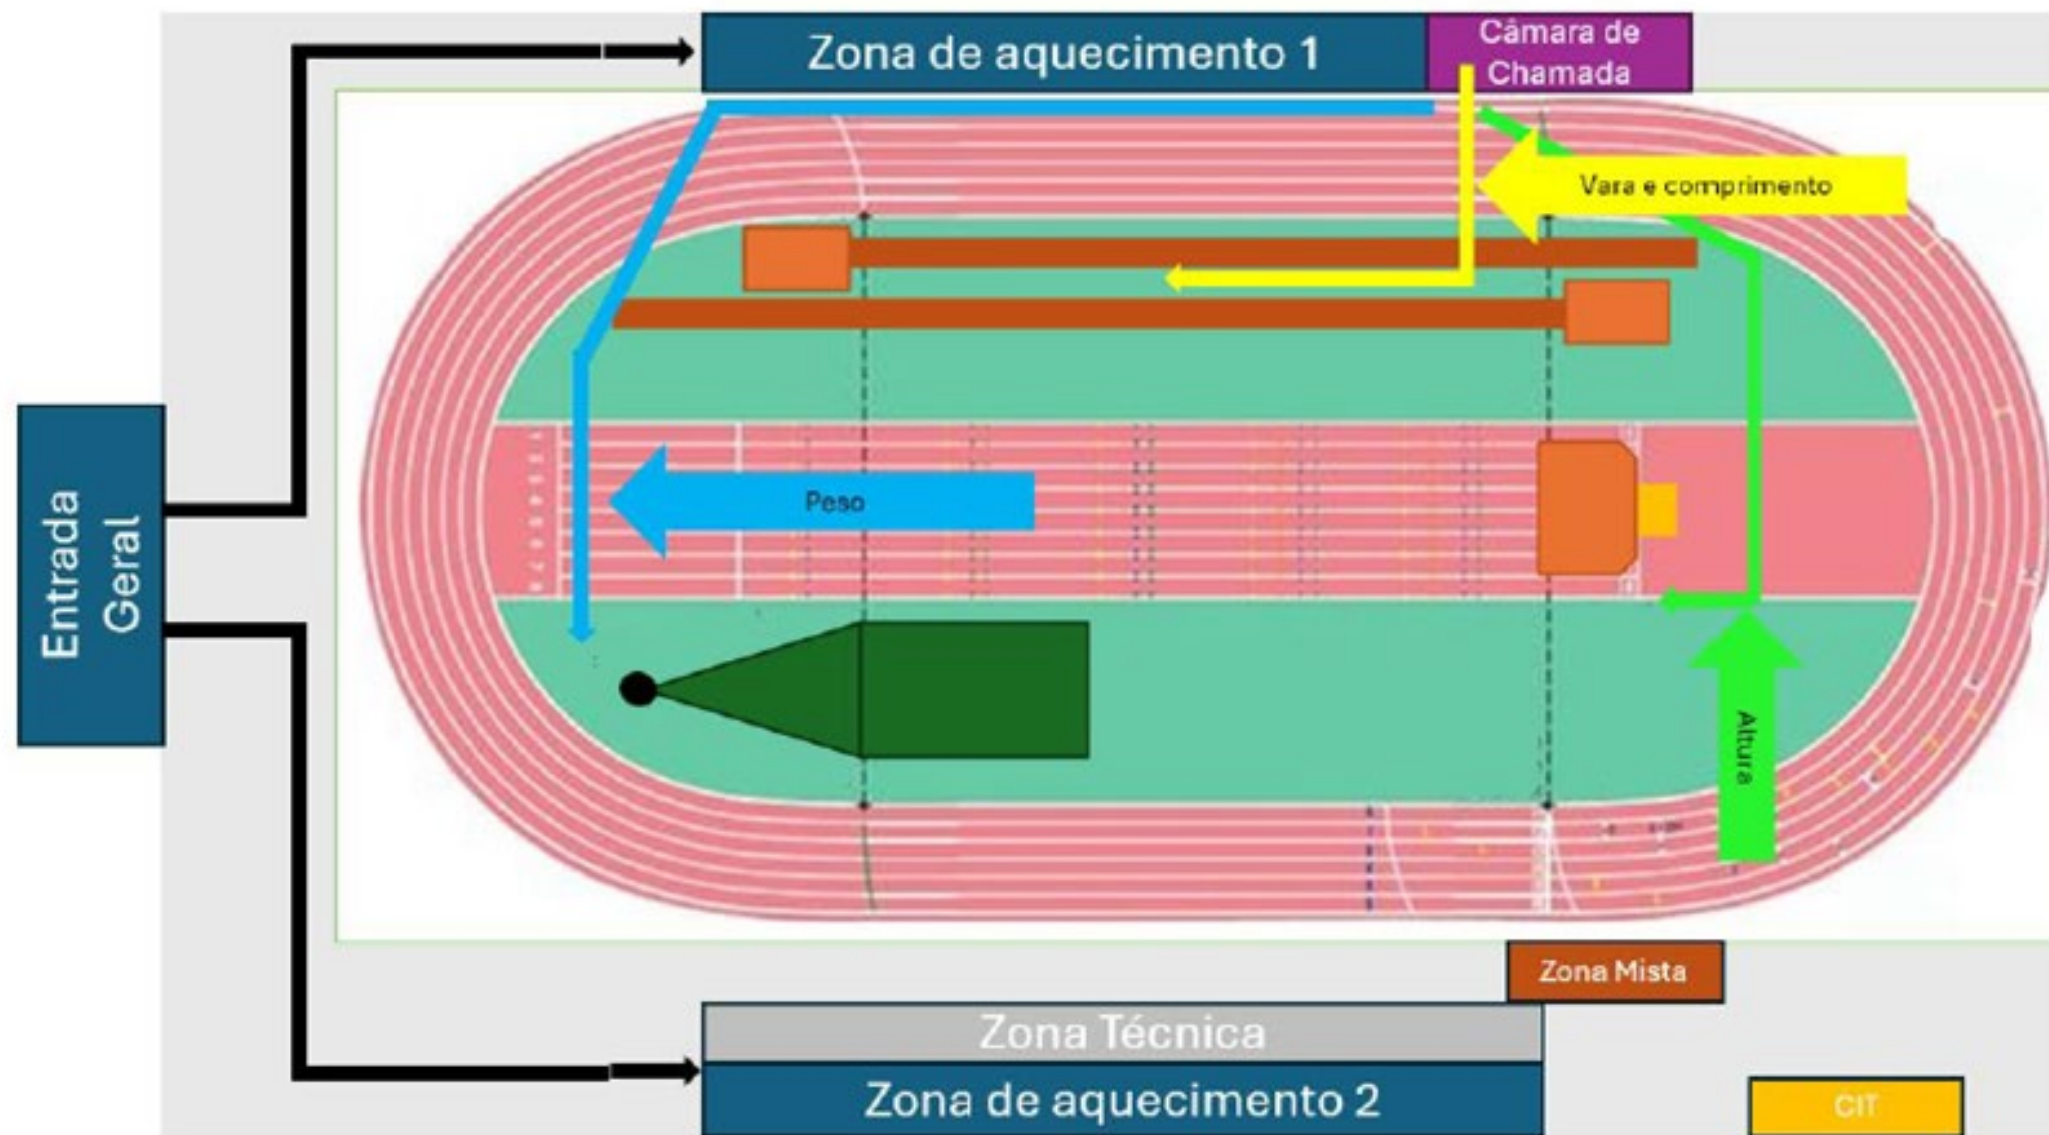 Zona de aquecimento 1
Câmara de
Chamada
Vara e comprimento
Entrada
Geral
Peso
Altura
Zona Mista
Zona Técnica
Zona de aquecimento 2
CIT